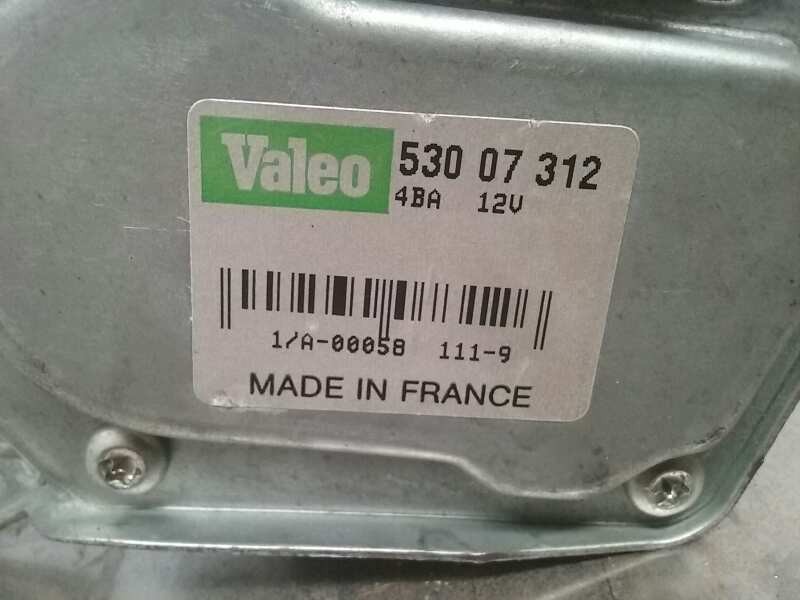 Valeo 530 07 312
4BA 12V
1/A-00058 111-9
MADE IN FRANCE